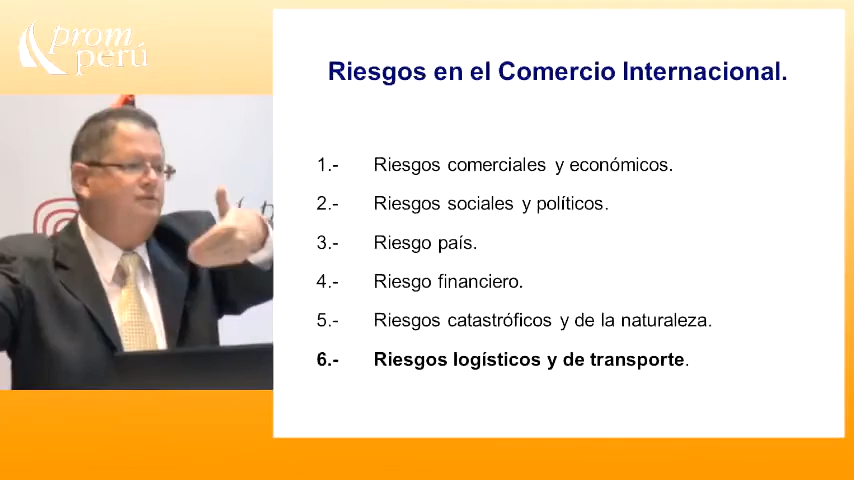 prom
perú
Riesgos en el Comercio Internacional.
1.- Riesgos comerciales y económicos.
2.- Riesgos sociales y políticos.
3.- Riesgo país.
4.- Riesgo financiero.
5.- Riesgos catastróficos y de la naturaleza.
6.- Riesgos logísticos y de transporte.